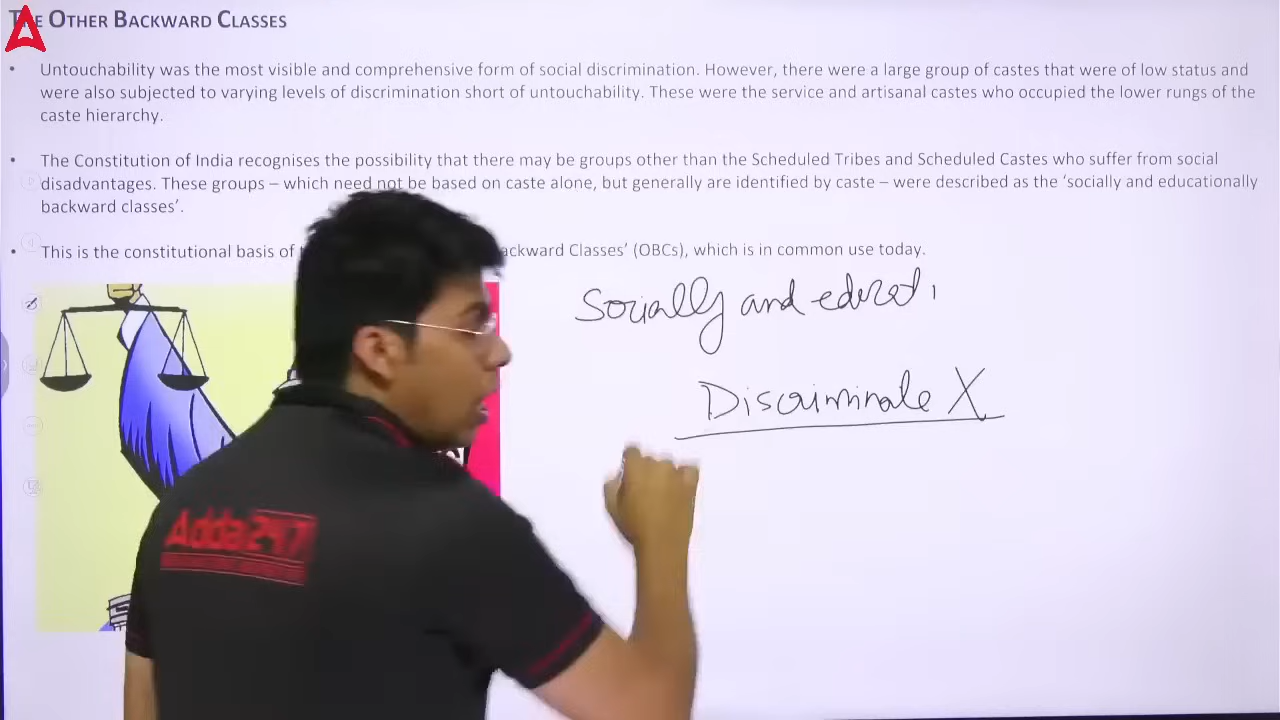 THE OTHER BACKWARD CLASSES
• Untouchability was the most visible and comprehensive form of social discrimination. However, there were a large group of castes that were of low status and
were also subjected to varying levels of discrimination short of untouchability. These were the service and artisanal castes who occupied the lower rungs of the
caste hierarchy.
• The Constitution of India recognises the possibility that there may be groups other than the Scheduled Tribes and Scheduled Castes who suffer from social
disadvantages. These groups – which need not be based on caste alone, but generally are identified by caste – were described as the ‘socially and educationally
backward classes’.
• This is the constitutional basis of ackward Classes’ (OBCs), which is in common use today.
Socially and
Discriminate X
Adda247